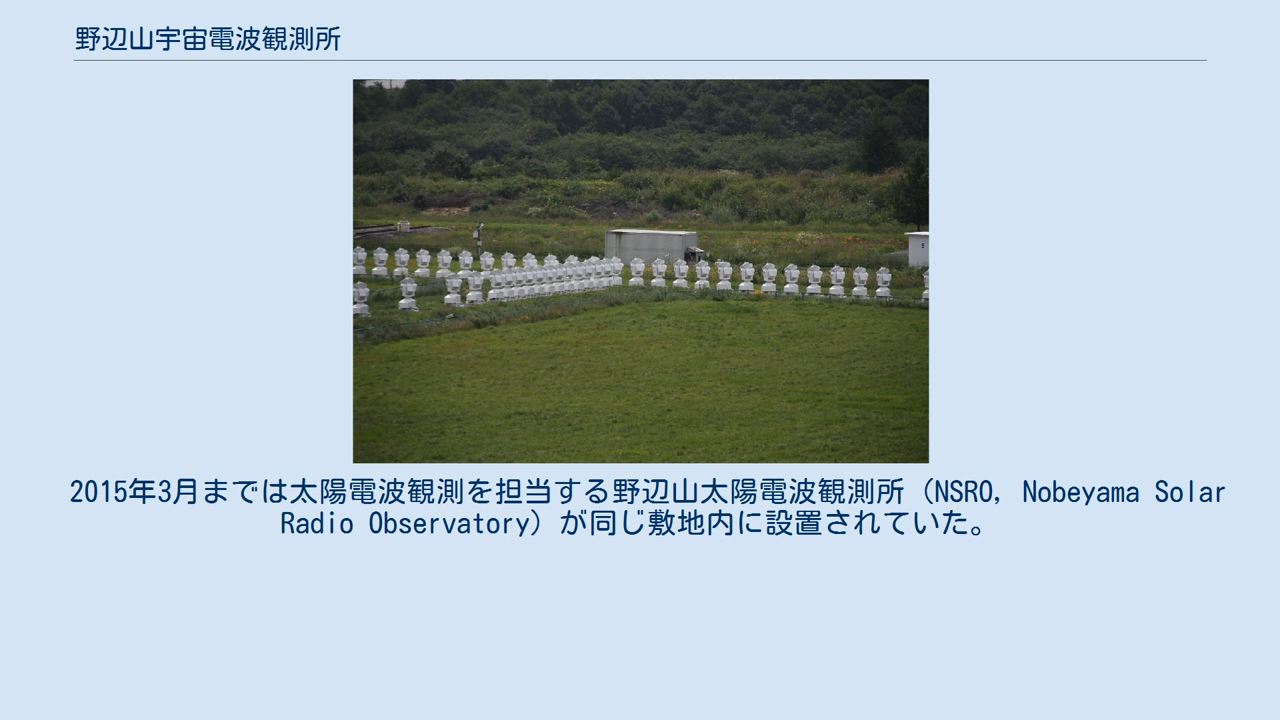 野辺山宇宙電波観測所
2015年3月までは太陽電波観測を担当する野辺山太陽電波観測所（NSRO, Nobeyama Solar
Radio Observatory）が同じ敷地内に設置されていた。